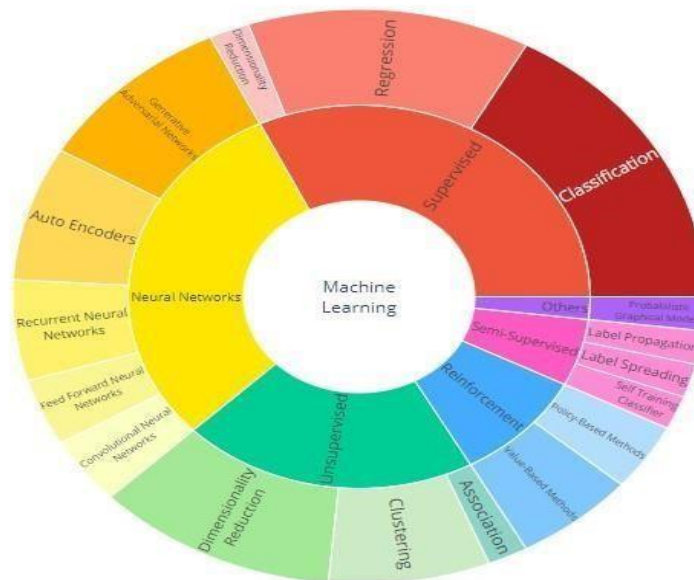 Machine
Learning
Supervised
Classification
Regression
Dimensionality
Reduction
Neural Networks
Generative
Adversarial Networks
Auto Encoders
Recurrent Neural
Networks
Feed Forward Neural
Networks
Convolutional Neural
Networks
Unsupervised
Dimensionality
Reduction
Clustering
Association
Reinforcement
Value-Based Methods
Policy-Based Methods
Semi-Supervised
Self Training
Classifier
Label Spreading
Label Propagation
Others
Graphical Model